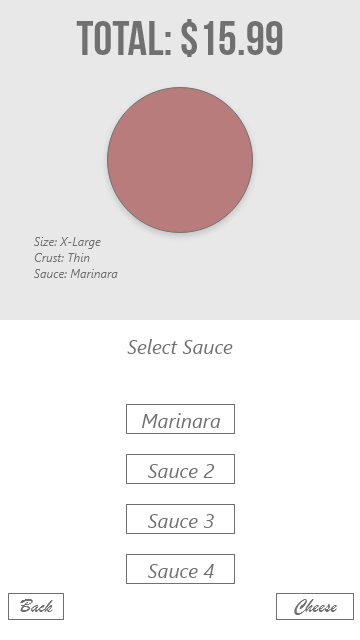 TOTAL: $15.99
Size: X-Large
Crust: Thin
Sauce: Marinara
Select Sauce
Marinara
Sauce 2
Sauce 3
Sauce 4
Back
Cheese